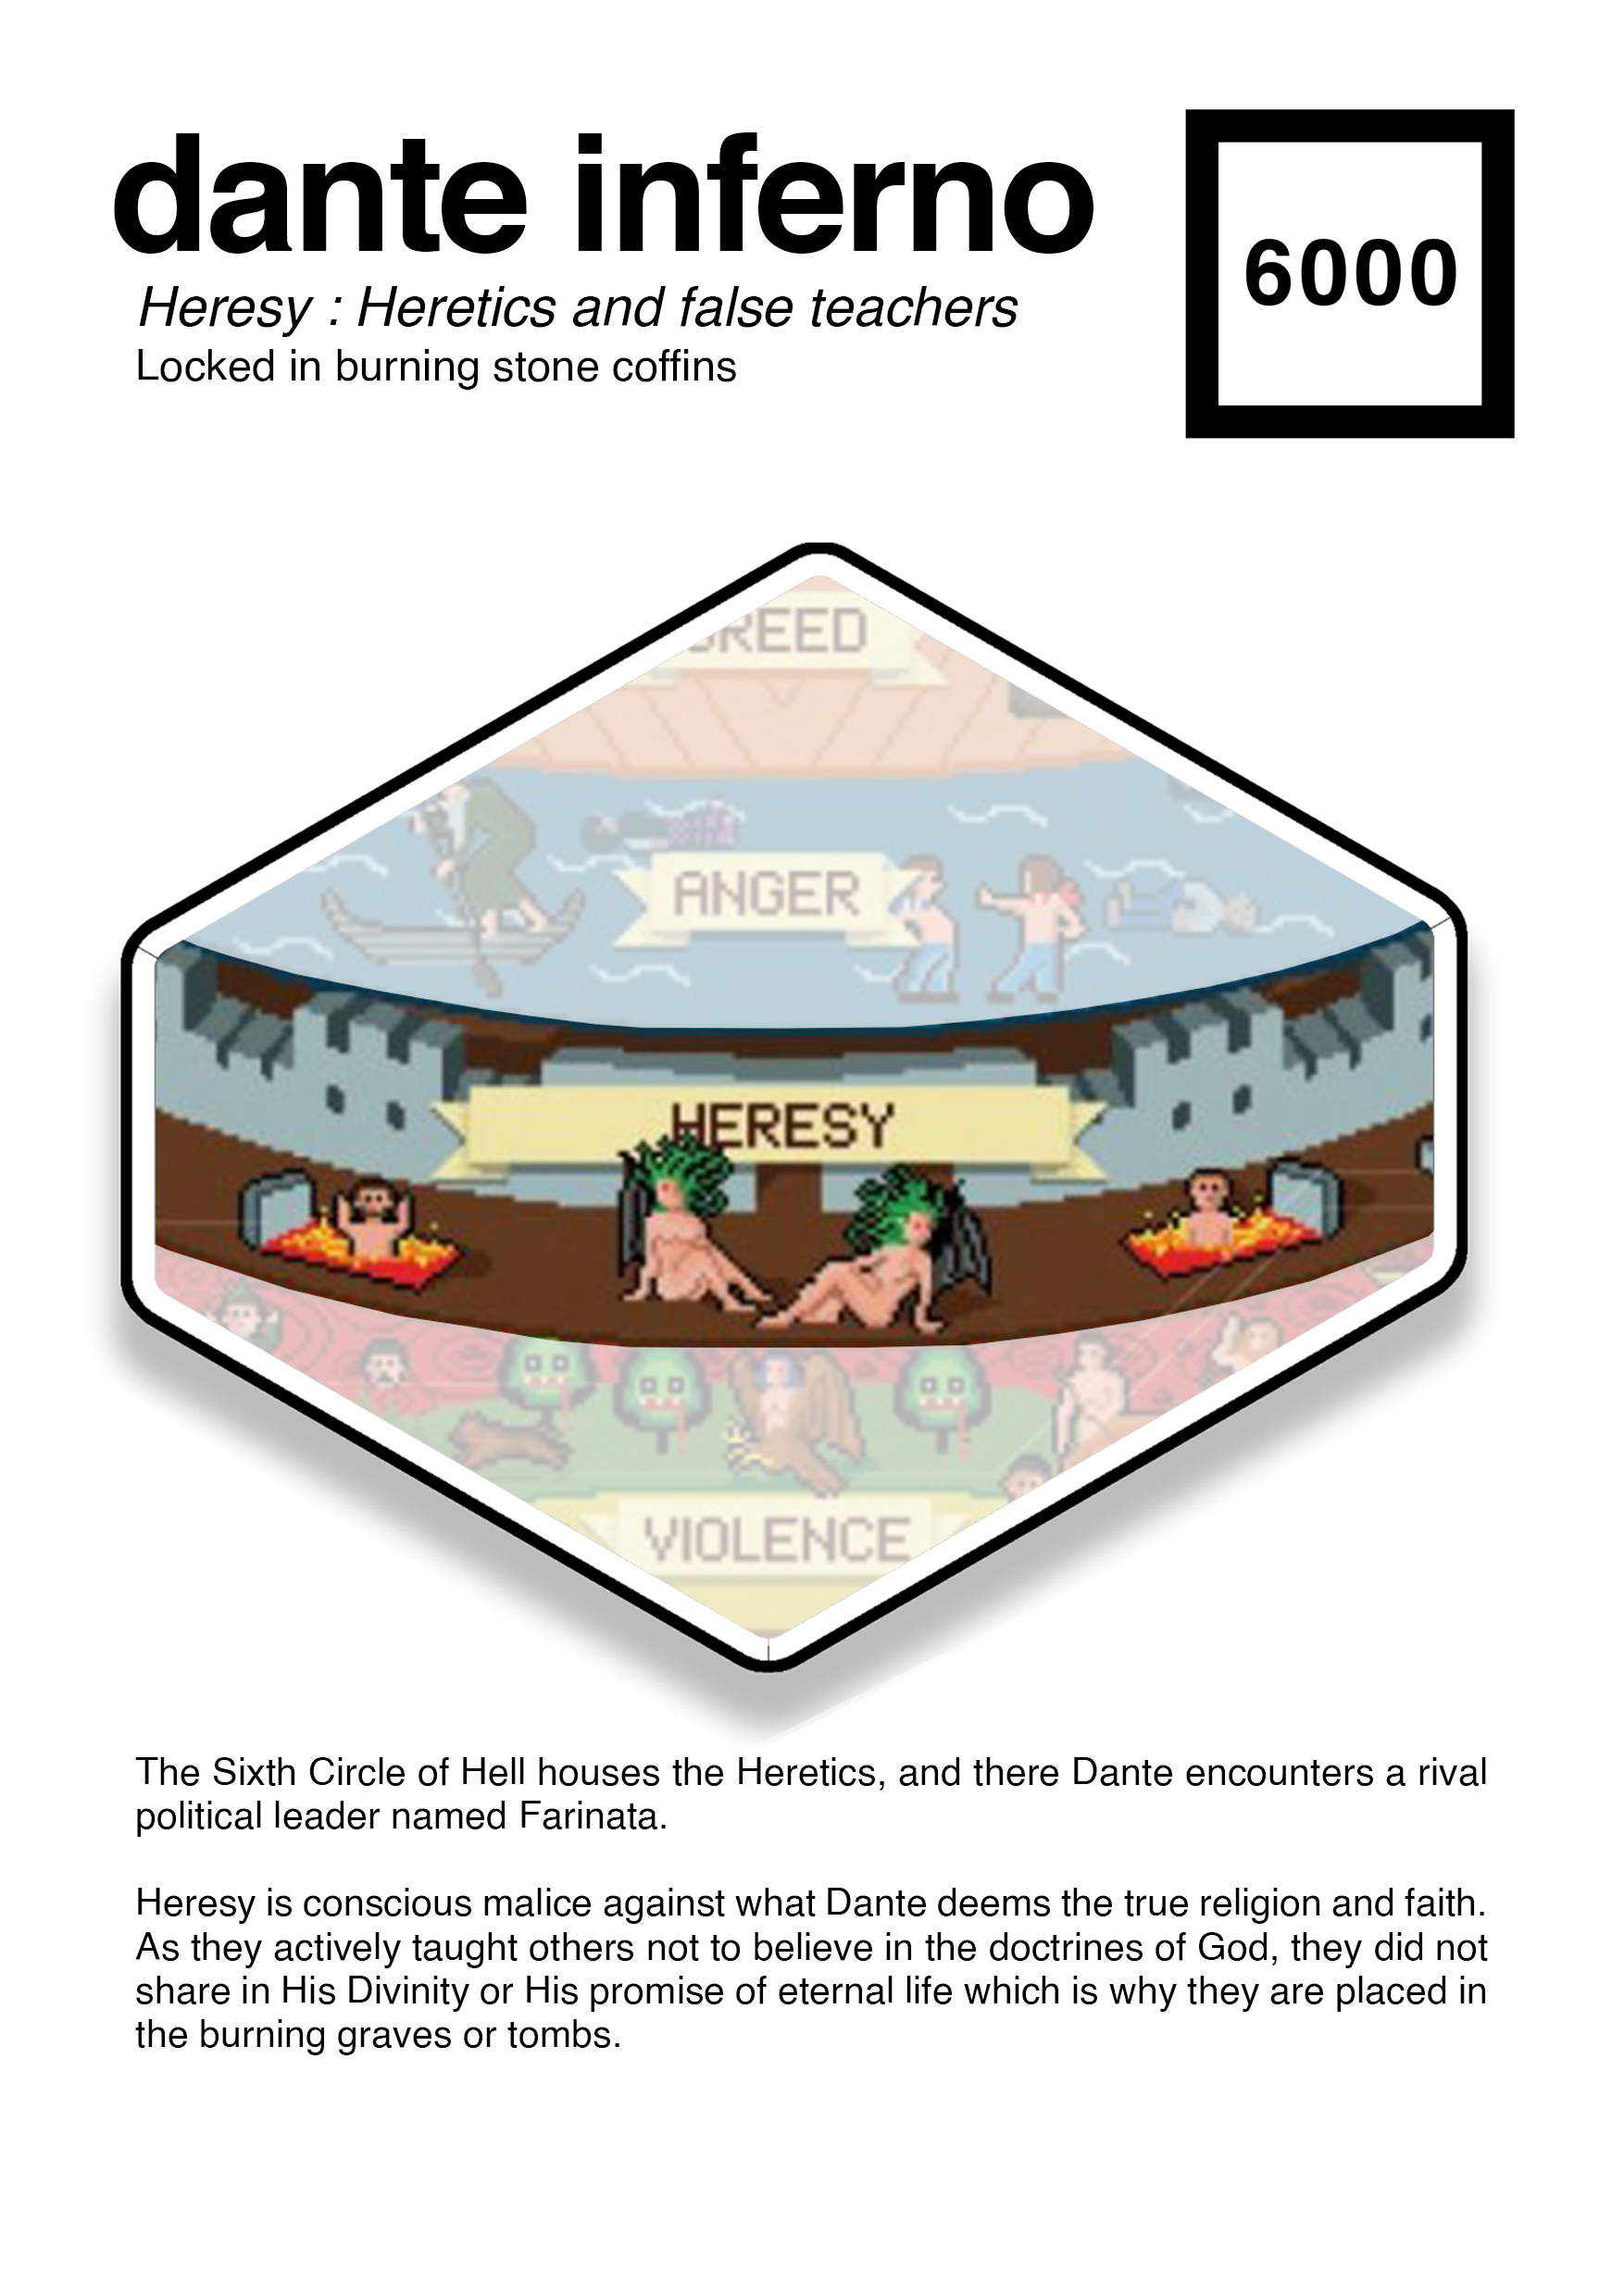 dante inferno
6000
Heresy : Heretics and false teachers
Locked in burning stone coffins
GREED
ANGER
HERESY
VIOLENCE
The Sixth Circle of Hell houses the Heretics, and there Dante encounters a rival
political leader named Farinata.
Heresy is conscious malice against what Dante deems the true religion and faith.
As they actively taught others not to believe in the doctrines of God, they did not
share in His Divinity or His promise of eternal life which is why they are placed in
the burning graves or tombs.